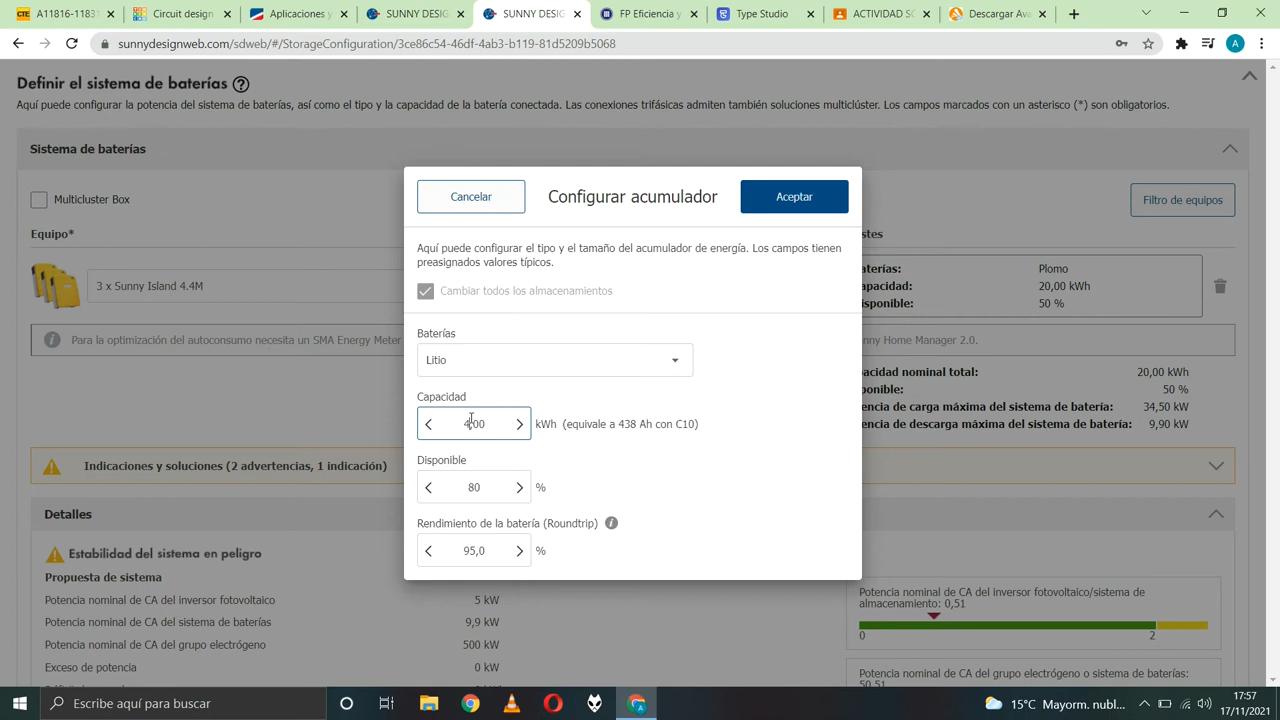 A11816-1183
Circuit design
Aplicaciones y
SUNNY DESIG
SUNNY DESIG
FP Eficiencia y
Type Studio
ACTIVIDAD SO
Descargar Ava
sunnydesignweb.com/sdweb/#/StorageConfiguration/3ce86c54-46df-4ab3-b119-81d5209b5068
Definir el sistema de baterías
Aquí puede configurar la potencia del sistema de baterías, así como el tipo y la capacidad de la batería conectada. Las conexiones trifásicas admiten también soluciones multiclúster. Los campos marcados con un asterisco (*) son obligatorios.
Sistema de baterías
Multicluster Box
Filtro de equipos
Equipo*
stes
3 x Sunny Island 4.4M
aterías: Plomo
apacidad: 20,00 kWh
isponible: 50 %
Para la optimización del autoconsumo necesita un SMA Energy Meter
nny Home Manager 2.0.
pacidad nominal total: 20,00 kWh
ponible: 50 %
encia de carga máxima del sistema de batería: 34,50 kW
encia de descarga máxima del sistema de batería: 9,90 kW
Indicaciones y soluciones (2 advertencias, 1 indicación)
Detalles
Estabilidad del sistema en peligro
Propuesta de sistema
Potencia nominal de CA del inversor fotovoltaico 5 kW
Potencia nominal de CA del sistema de baterías 9,9 kW
Potencia nominal de CA del grupo electrógeno 500 kW
Exceso de potencia 0 kW
Potencia nominal de CA del inversor fotovoltaico/sistema de
almacenamiento: 0,51
0 2
Potencia nominal de CA del grupo electrógeno o sistema de baterías:
50,51
Cancelar
Configurar acumulador
Aceptar
Aquí puede configurar el tipo y el tamaño del acumulador de energía. Los campos tienen
preasignados valores típicos.
Cambiar todos los almacenamientos
Baterías
Litio
Capacidad
4,00 kWh (equivale a 438 Ah con C10)
Disponible
80 %
Rendimiento de la batería (Roundtrip)
95,0 %
Escribe aquí para buscar
15°C Mayorm. nubl...
17:57
17/11/2021